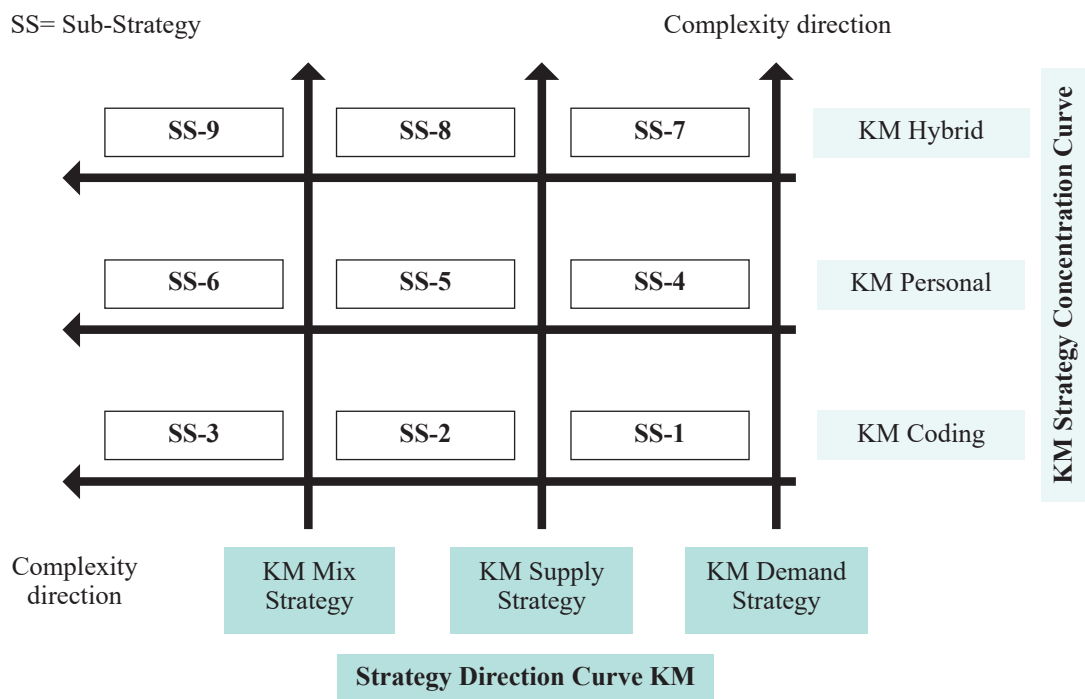 SS= Sub-Strategy
Complexity direction
SS-9
SS-8
SS-7
KM Hybrid
SS-6
SS-5
SS-4
KM Personal
SS-3
SS-2
SS-1
KM Coding
KM Strategy Concentration Curve
Complexity
direction
KM Mix
Strategy
KM Supply
Strategy
KM Demand
Strategy
Strategy Direction Curve KM